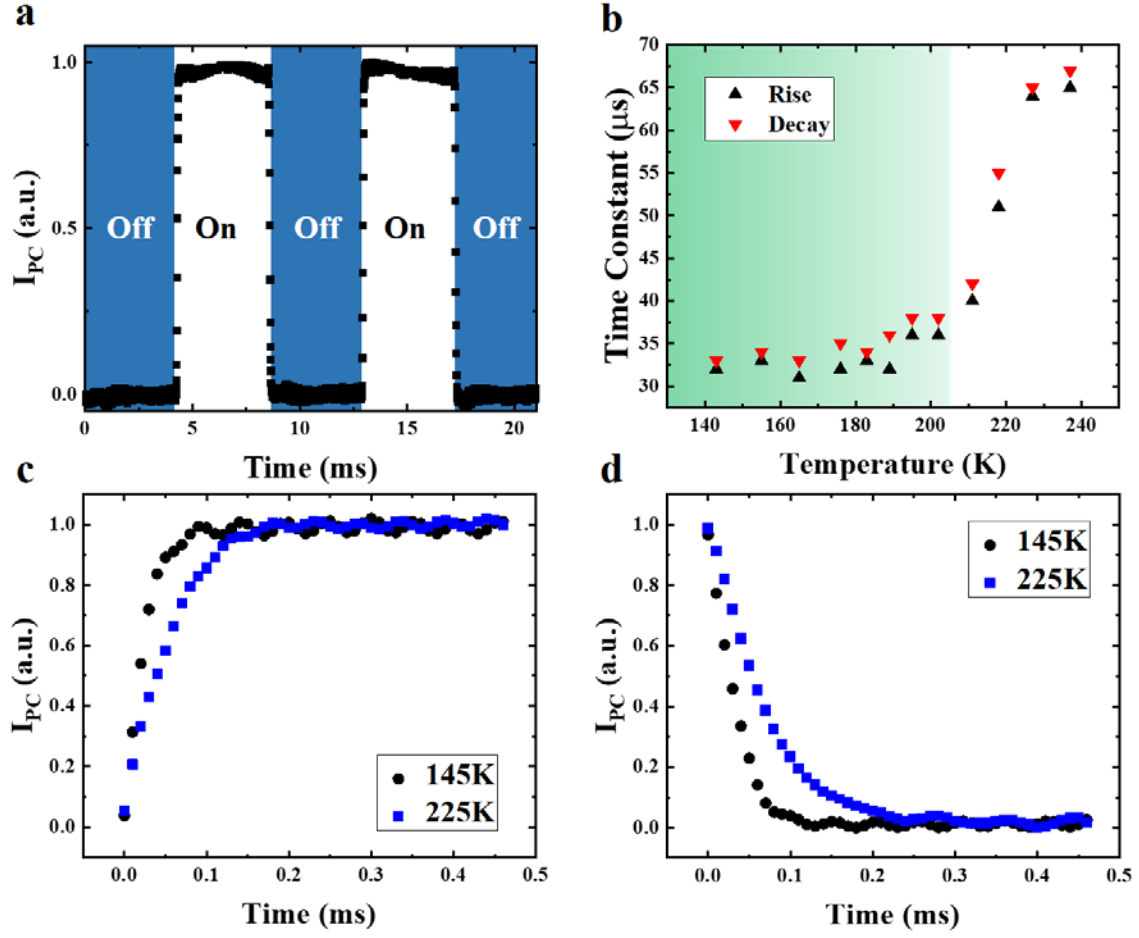 a
I_PC (a.u.)
1.0
0.5
0.0
Off
On
Off
On
Off
0
5
10
15
20
Time (ms)
b
Time Constant (μs)
70
65
60
55
50
45
40
35
30
Rise
Decay
140
160
180
200
220
240
Temperature (K)
c
I_PC (a.u.)
1.0
0.8
0.6
0.4
0.2
0.0
145K
225K
0.0
0.1
0.2
0.3
0.4
0.5
Time (ms)
d
I_PC (a.u.)
1.0
0.8
0.6
0.4
0.2
0.0
145K
225K
0.0
0.1
0.2
0.3
0.4
0.5
Time (ms)